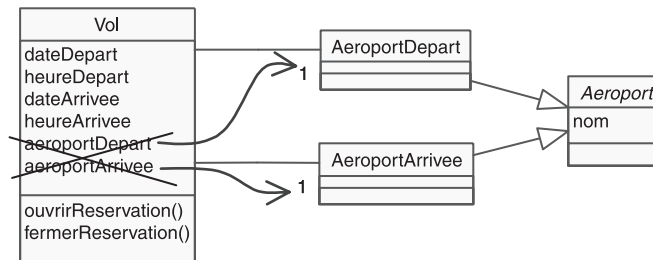 Vol
dateDepart
heureDepart
dateArrivee
heureArrivee
aeroportDepart
aeroportArrivee
ouvrirReservation()
fermerReservation()
AeroportDepart
1
AeroportArrivee
1
Aeroport
nom